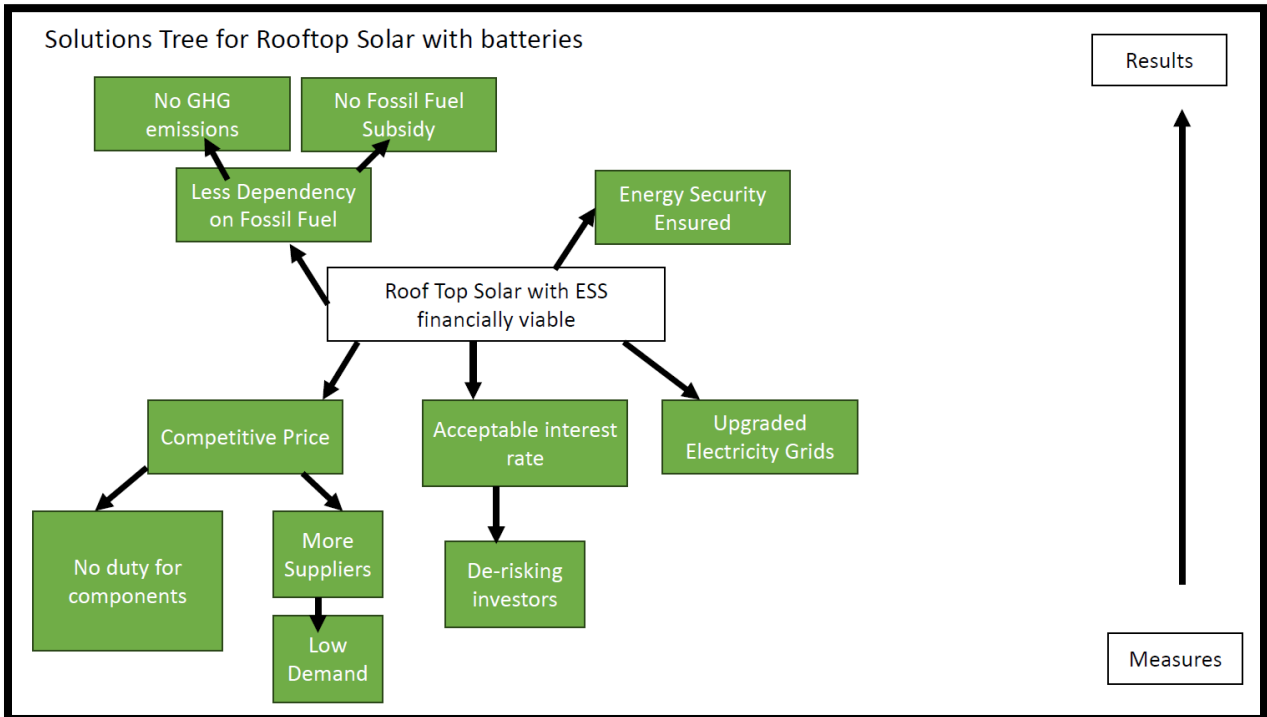 Solutions Tree for Rooftop Solar with batteries
Results
No GHG
emissions
No Fossil Fuel
Subsidy
Less Dependency
on Fossil Fuel
Energy Security
Ensured
Roof Top Solar with ESS
financially viable
Competitive Price
Acceptable interest
rate
Upgraded
Electricity Grids
No duty for
components
More
Suppliers
De-risking
investors
Low
Demand
Measures